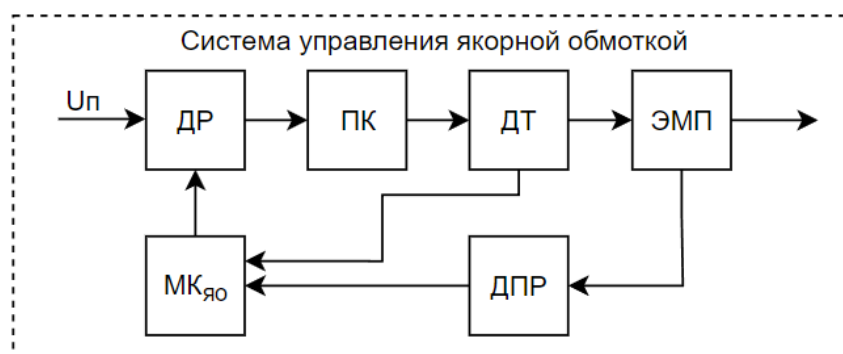 Система управления якорной обмоткой
Uп
ДР
ПК
ДТ
ЭМП
МКЯО
ДПР